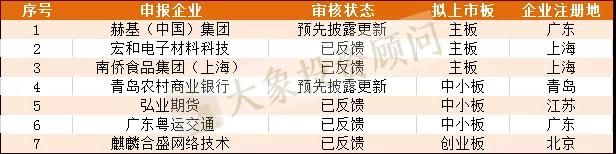 序号 申报企业 审核状态 拟上市板 企业注册地
1 赫基（中国）集团 预先披露更新 主板 广东
2 宏和电子材料科技 已反馈 主板 上海
3 南侨食品集团（上海） 已反馈 主板 上海
4 青岛农村商业银行 预先披露更新 中小板 青岛
5 弘业期货 已反馈 中小板 江苏
6 广东粤运交通 已反馈 中小板 广东
7 麒麟合盛网络技术 已反馈 创业板 北京
大象投资顾问